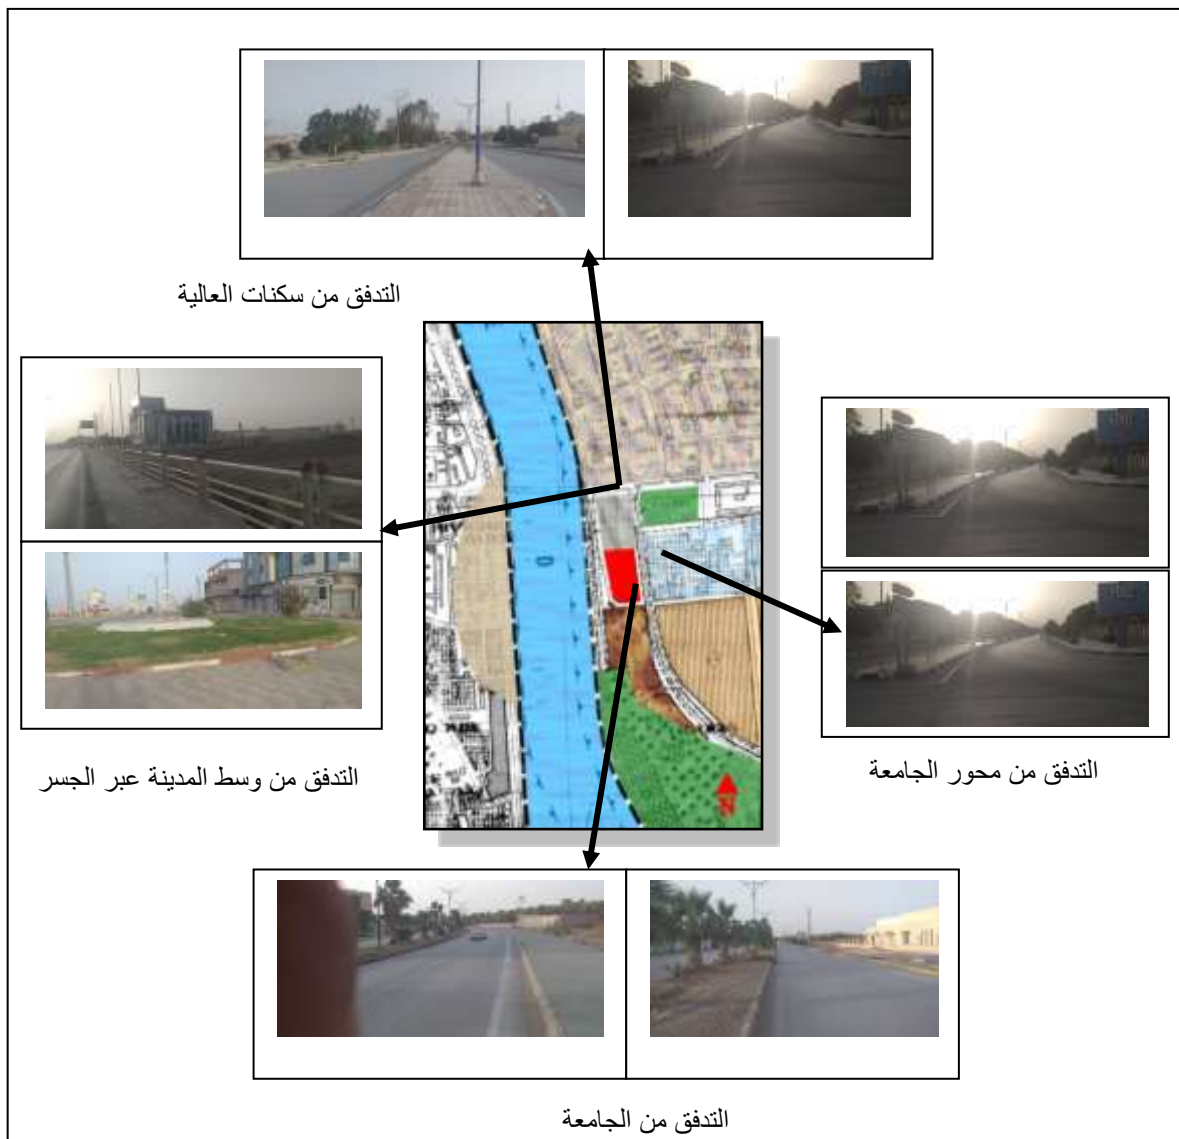 التدفق من سكنات العالية
التدفق من وسط المدينة عبر الجسر
التدفق من محور الجامعة
N
التدفق من الجامعة